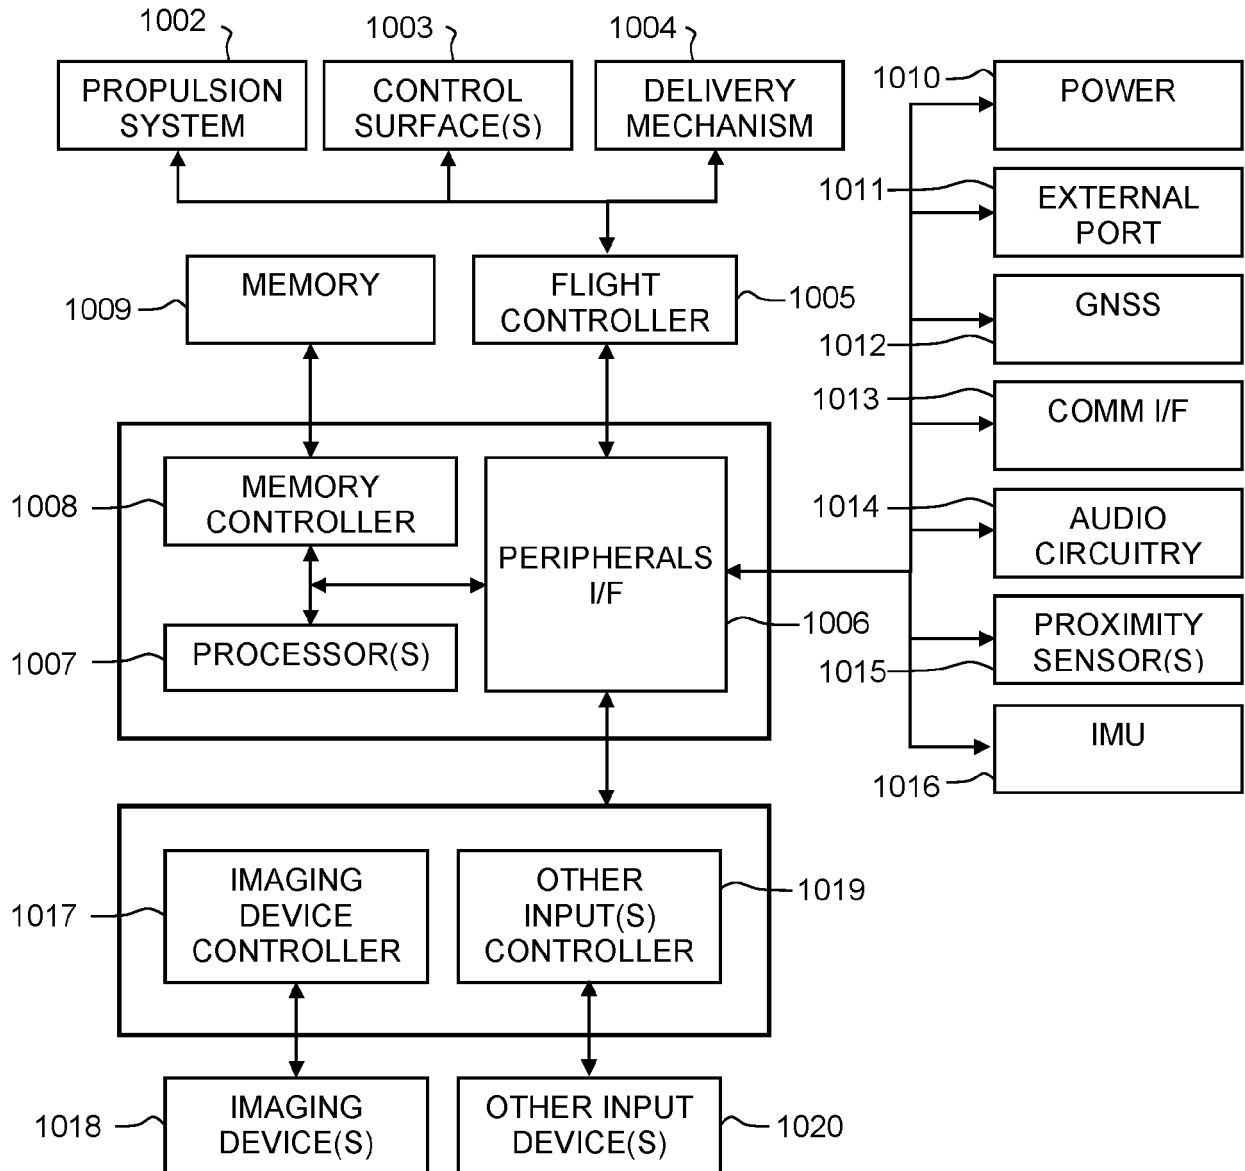 1002
1003
1004
PROPULSION
SYSTEM
CONTROL
SURFACE(S)
DELIVERY
MECHANISM
1010
POWER
1011
EXTERNAL
PORT
1009
MEMORY
FLIGHT
CONTROLLER
1005
GNSS
1012
1013
COMM I/F
1008
MEMORY
CONTROLLER
PERIPHERALS
I/F
1014
AUDIO
CIRCUITRY
1007
PROCESSOR(S)
1006
PROXIMITY
SENSOR(S)
1015
IMU
1016
1017
IMAGING
DEVICE
CONTROLLER
OTHER
INPUT(S)
CONTROLLER
1019
1018
IMAGING
DEVICE(S)
OTHER INPUT
DEVICE(S)
1020